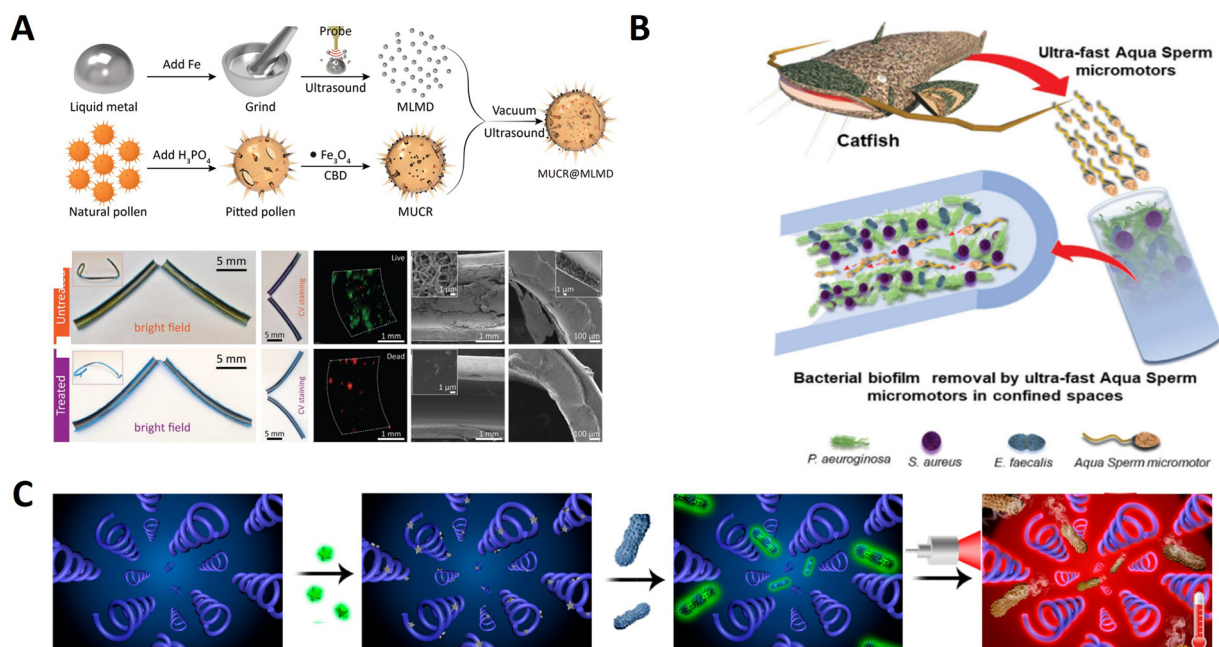 A
Liquid metal
Add Fe
Grind
Probe
Ultrasound
MLMD
Natural pollen
Add H₃PO₄
Pitted pollen
Fe₃O₄
CBD
MUCR
Vacuum
Ultrasound
MUCR@MLMD
Untreated
5 mm
bright field
CV staining
5 mm
Live
1 mm
1 μm
1 mm
1 μm
100 μm
Treated
5 mm
bright field
CV staining
5 mm
Dead
1 mm
1 μm
1 mm
100 μm
B
Ultra-fast Aqua Sperm
micromotors
Catfish
Bacterial biofilm removal by ultra-fast Aqua Sperm
micromotors in confined spaces
P. aeuroginosa
S. aureus
E. faecalis
Aqua Sperm micromotor
C